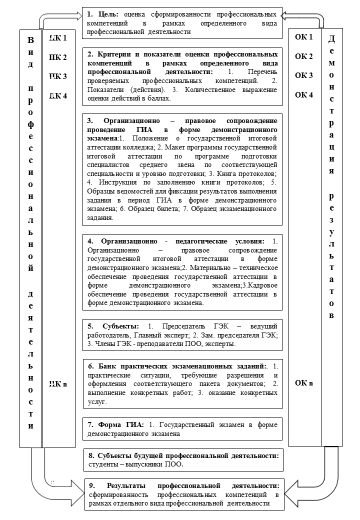 1. Цель: оценка сформированности профессиональных
компетенций в рамках определенного вида
профессиональной деятельности
2. Критерии и показатели оценки профессиональных
компетенций в рамках определенного вида
профессиональной деятельности: 1. Перечень
проверяемых профессиональных компетенций. 2.
Показатели (действия). 3. Количественное выражение
оценки действий в баллах.
3. Организационно – правовое сопровождение
проведение ГИА в форме демонстрационного
экзамена:1. Положение о государственной итоговой
аттестации колледжа; 2. Макет программы государственной
итоговой аттестации по программе подготовки
специалистов среднего звена по соответствующей
специальности и уровню подготовки; 3. Книга протоколов;
4. Инструкция по заполнению книги протоколов; 5.
Образцы ведомостей для фиксации результатов выполнения
задания в период ГИА в форме демонстрационного
экзамена; 6. Образец билета; 7. Образец экзаменационного
задания.
4. Организационно - педагогические условия: 1.
Организационно – правовое сопровождение
государственной итоговой аттестации в форме
демонстрационного экзамена;2. Материально – техническое
обеспечение проведения государственной аттестации в
форме демонстрационного экзамена;3.Кадровое
обеспечение проведения государственной аттестации в
форме демонстрационного экзамена.
5. Субъекты: 1. Председатель ГЭК – ведущий
работодатель, Главный эксперт; 2. Зам. председателя ГЭК;
3. Члены ГЭК - преподаватели ПОО, эксперты.
6. Банк практических экзаменационных заданий: 1.
практические ситуации, требующие разрешения и
оформления соответствующего пакета документов; 2.
выполнение конкретных работ; 3. оказание конкретных
услуг.
7. Форма ГИА: 1. Государственный экзамен в форме
демонстрационного экзамена
8. Субъекты будущей профессиональной деятельности:
студенты – выпускники ПОО.
9. Результаты профессиональной деятельности:
сформированность профессиональных компетенций в
рамках отдельного вида профессиональной деятельности
Вид профессиональной деятельности
ПК 1
ПК 2
ПК 3
ПК 4
ПК n
ОК 1
ОК 2
ОК 3
ОК 4
ОК n
Демонстрация результатов